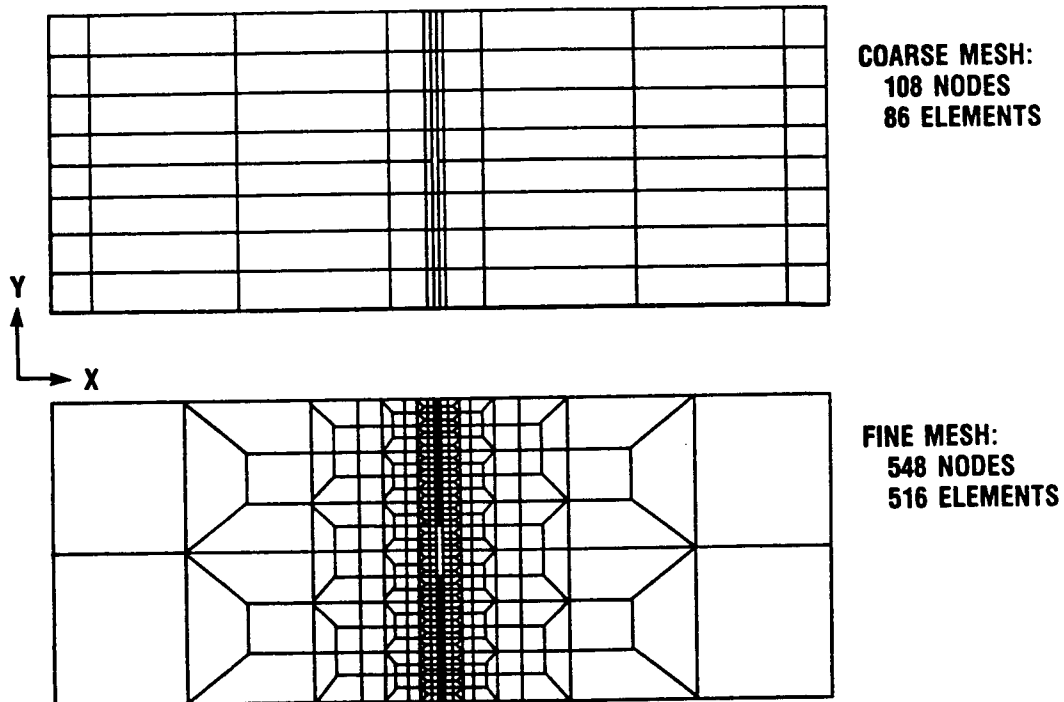 COARSE MESH:
108 NODES
86 ELEMENTS
Y
X
FINE MESH:
548 NODES
516 ELEMENTS